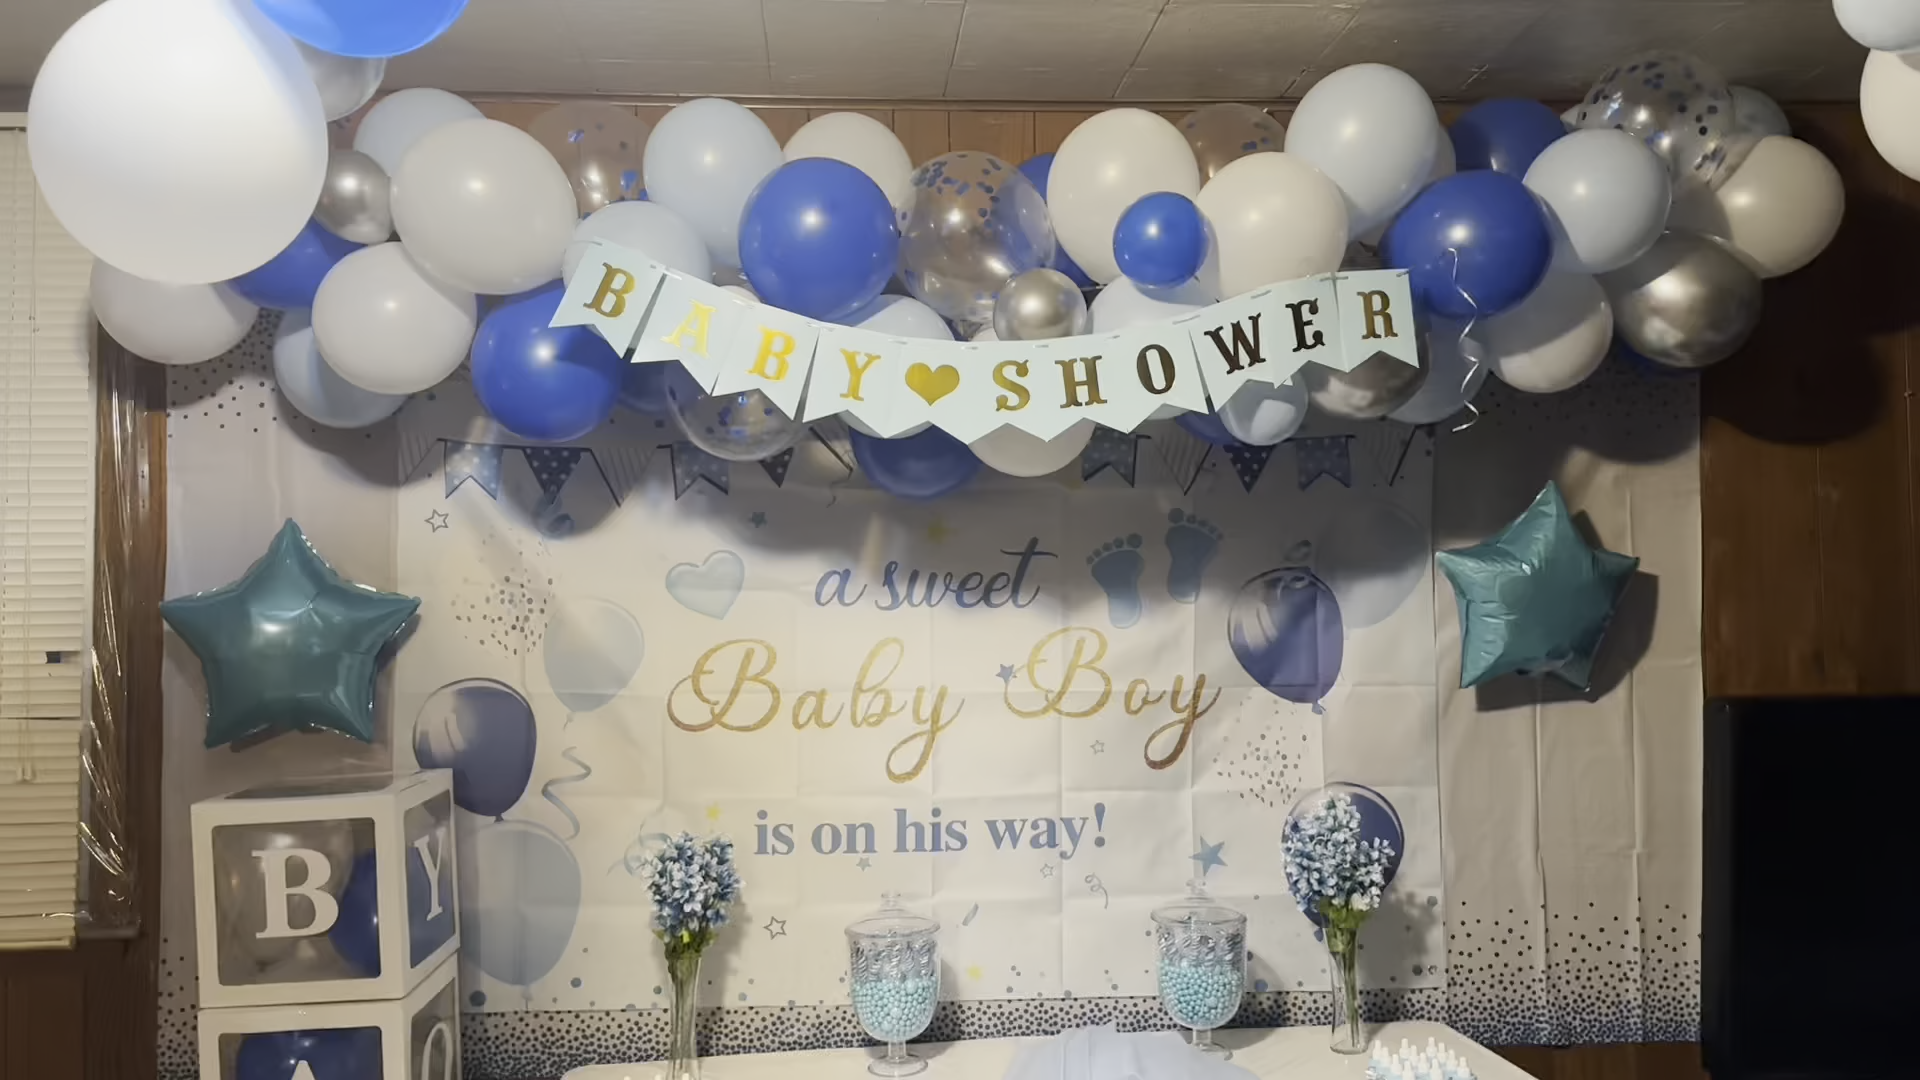 BABY SHOWER
a sweet
Baby Boy
is on his way!
B Y
A O